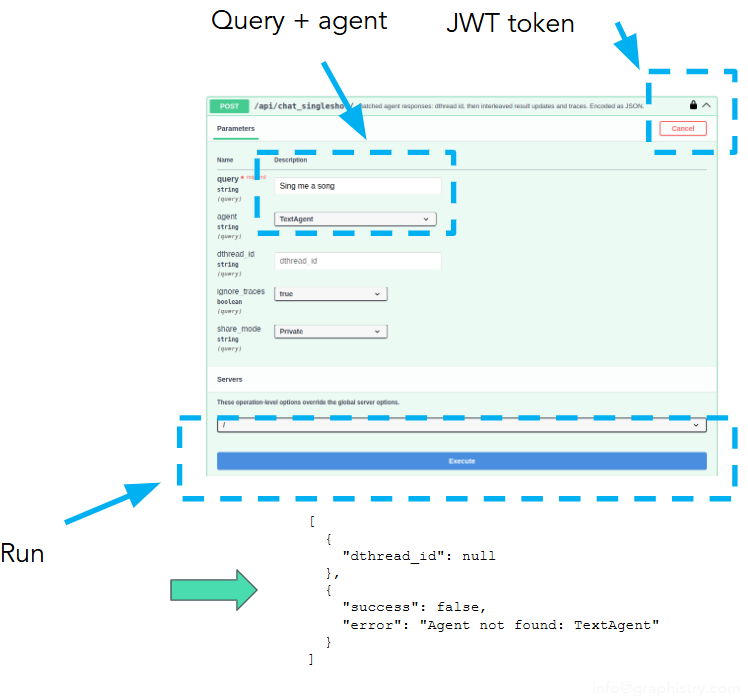 Query + agent
JWT token
POST /api/chat_singleshot/ Batched agent responses: dthread id, then interleaved result updates and traces. Encoded as JSON.
Parameters
Cancel
Name Description
query * required
string
(query)
Sing me a song
agent
string
(query)
TextAgent
dthread_id
string
(query)
dthread_id
ignore_traces
boolean
(query)
true
share_mode
string
(query)
Private
Servers
These operation-level options override the global server options.
/
Execute
Run
[
{
"dthread_id": null
},
{
"success": false,
"error": "Agent not found: TextAgent"
}
]
info@graphistry.com